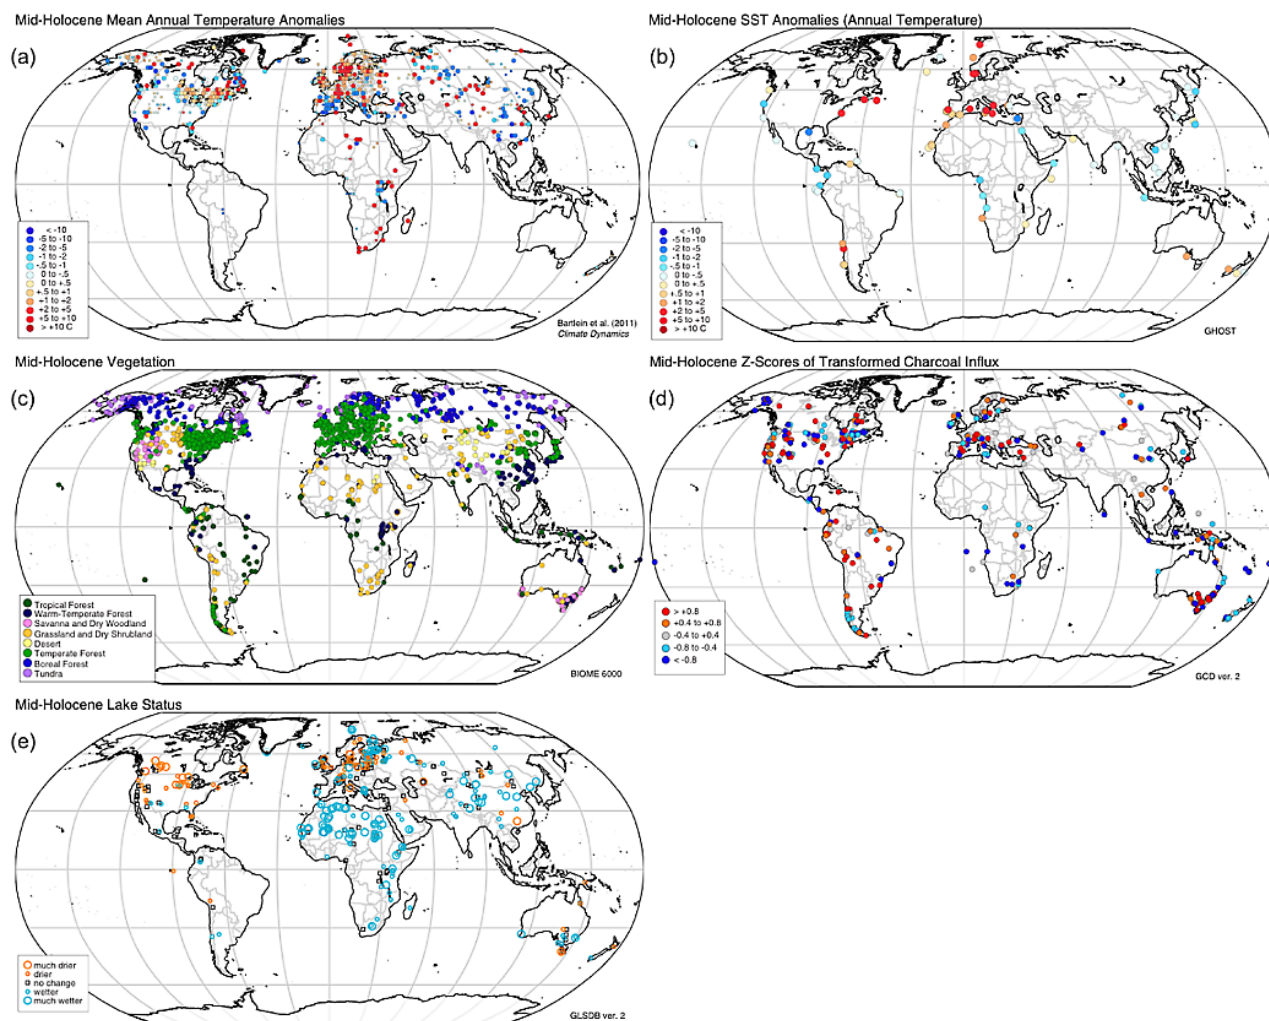 Mid-Holocene Mean Annual Temperature Anomalies
(a)
< -10
-5 to -10
-2 to -5
-1 to -2
-.5 to -1
0 to -.5
0 to +.5
+.5 to +1
+1 to +2
+2 to +5
+5 to +10
> +10 C
Bartlein et al. (2011)
Climate Dynamics
Mid-Holocene SST Anomalies (Annual Temperature)
(b)
< -10
-5 to -10
-2 to -5
-1 to -2
-.5 to -1
0 to -.5
0 to +.5
+.5 to +1
+1 to +2
+2 to +5
+5 to +10
> +10 C
GHOST
Mid-Holocene Vegetation
(c)
Tropical Forest
Warm-Temperate Forest
Savanna and Dry Woodland
Grassland and Dry Shrubland
Desert
Temperate Forest
Boreal Forest
Tundra
BIOME 6000
Mid-Holocene Z-Scores of Transformed Charcoal Influx
(d)
> +0.8
+0.4 to +0.8
-0.4 to +0.4
-0.8 to -0.4
< -0.8
GCD ver. 2
Mid-Holocene Lake Status
(e)
much drier
drier
no change
wetter
much wetter
GLSDB ver. 2